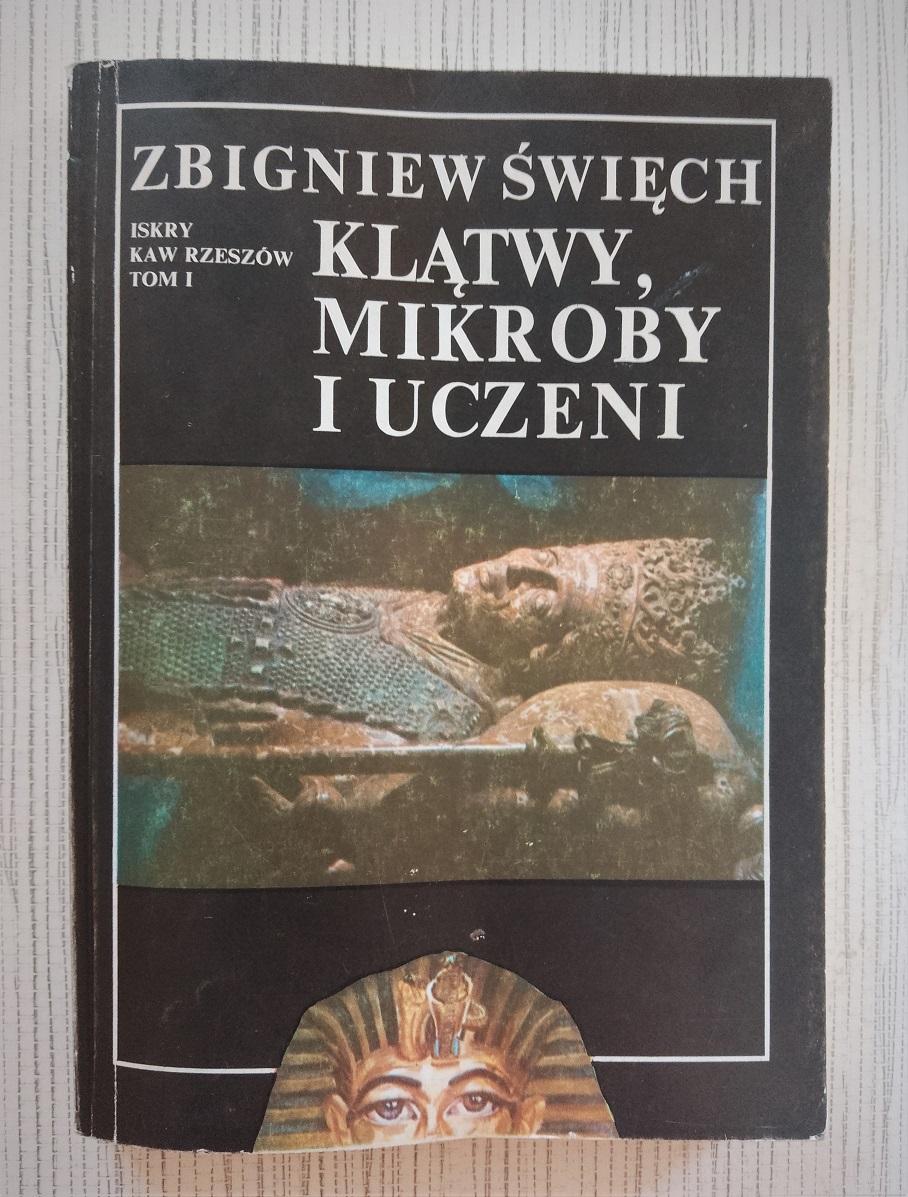 ZBIGNIEW ŚWIĘCH
ISKRY
KAW RZESZÓW
TOM I
KLĄTWY,
MIKROBY
I UCZENI